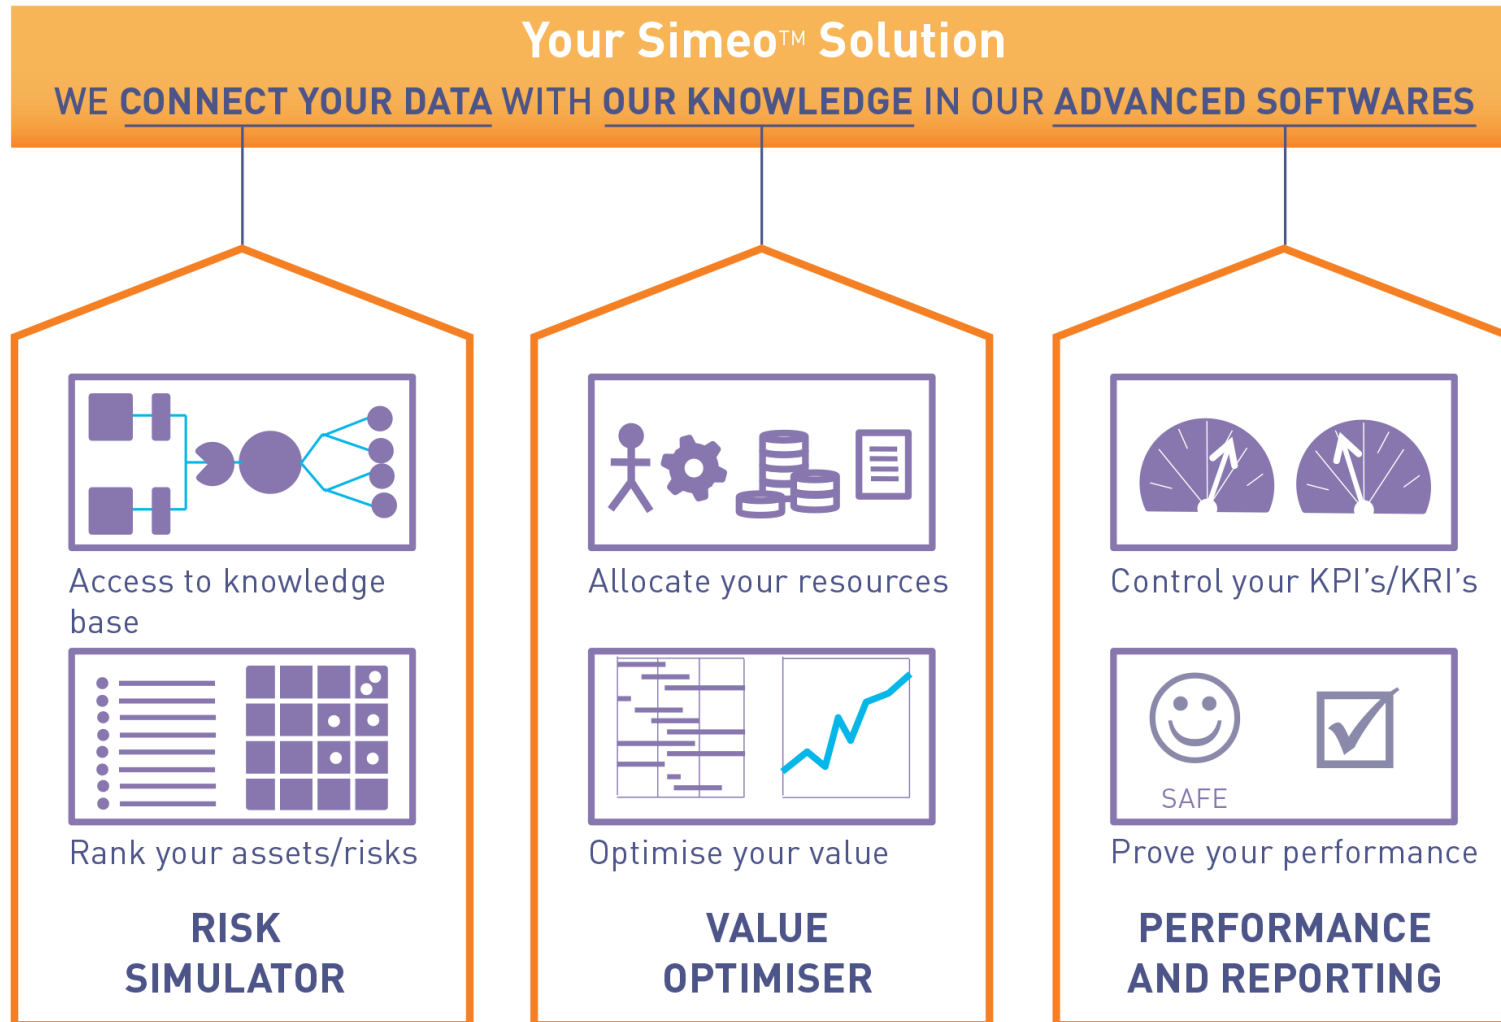 Your Simeo™ Solution
WE CONNECT YOUR DATA WITH OUR KNOWLEDGE IN OUR ADVANCED SOFTWARES
Access to knowledge
base
Rank your assets/risks
RISK
SIMULATOR
Allocate your resources
Optimise your value
VALUE
OPTIMISER
Control your KPI’s/KRI’s
SAFE
Prove your performance
PERFORMANCE
AND REPORTING